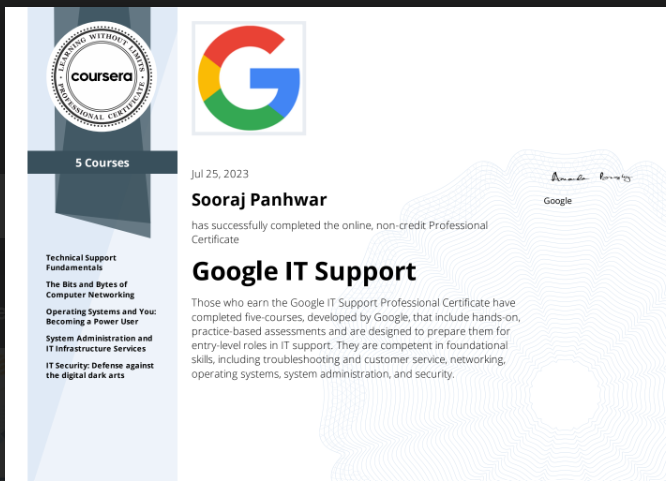 LEARNING WITHOUT LIMITS
coursera
PROFESSIONAL CERTIFICATE
5 Courses
Technical Support
Fundamentals
The Bits and Bytes of
Computer Networking
Operating Systems and You:
Becoming a Power User
System Administration and
IT Infrastructure Services
IT Security: Defense against
the digital dark arts
Jul 25, 2023
Sooraj Panhwar
has successfully completed the online, non-credit Professional
Certificate
Google IT Support
Those who earn the Google IT Support Professional Certificate have
completed five-courses, developed by Google, that include hands-on,
practice-based assessments and are designed to prepare them for
entry-level roles in IT support. They are competent in foundational
skills, including troubleshooting and customer service, networking,
operating systems, system administration, and security.
Google